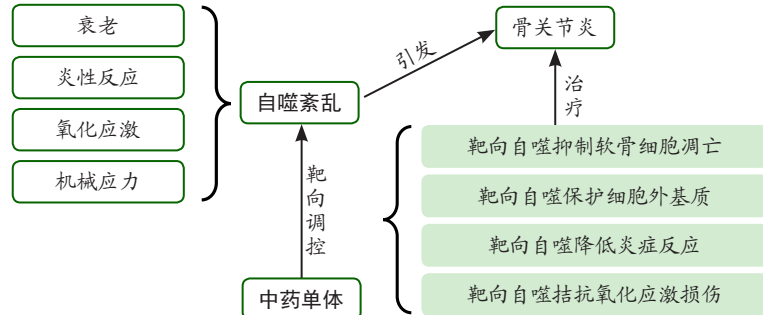 衰老
炎性反应
氧化应激
机械应力
自噬紊乱
引发
骨关节炎
治疗
靶向调控
中药单体
靶向自噬抑制软骨细胞凋亡
靶向自噬保护细胞外基质
靶向自噬降低炎症反应
靶向自噬拮抗氧化应激损伤